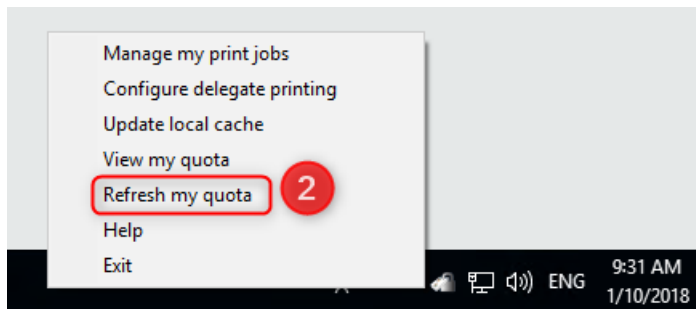 Manage my print jobs
Configure delegate printing
Update local cache
View my quota
Refresh my quota 2
Help
Exit
ENG 9:31 AM
1/10/2018